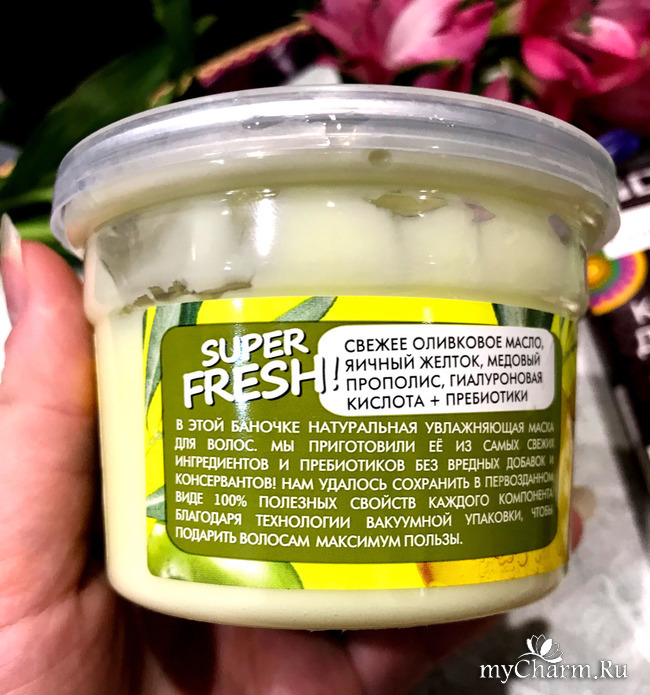 SUPER
FRESH!
СВЕЖЕЕ ОЛИВКОВОЕ МАСЛО,
ЯИЧНЫЙ ЖЕЛТОК, МЕДОВЫЙ
ПРОПОЛИС, ГИАЛУРОНОВАЯ
КИСЛОТА + ПРЕБИОТИКИ
В ЭТОЙ БАНОЧКЕ НАТУРАЛЬНАЯ УВЛАЖНЯЮЩАЯ МАСКА
ДЛЯ ВОЛОС. МЫ ПРИГОТОВИЛИ ЕЁ ИЗ САМЫХ СВЕЖИХ
ИНГРЕДИЕНТОВ И ПРЕБИОТИКОВ БЕЗ ВРЕДНЫХ ДОБАВОК И
КОНСЕРВАНТОВ! НАМ УДАЛОСЬ СОХРАНИТЬ В ПЕРВОЗДАННОМ
ВИДЕ 100% ПОЛЕЗНЫХ СВОЙСТВ КАЖДОГО КОМПОНЕНТА
БЛАГОДАРЯ ТЕХНОЛОГИИ ВАКУУМНОЙ УПАКОВКИ, ЧТОБЫ
ПОДАРИТЬ ВОЛОСАМ МАКСИМУМ ПОЛЬЗЫ.
myCharm.Ru